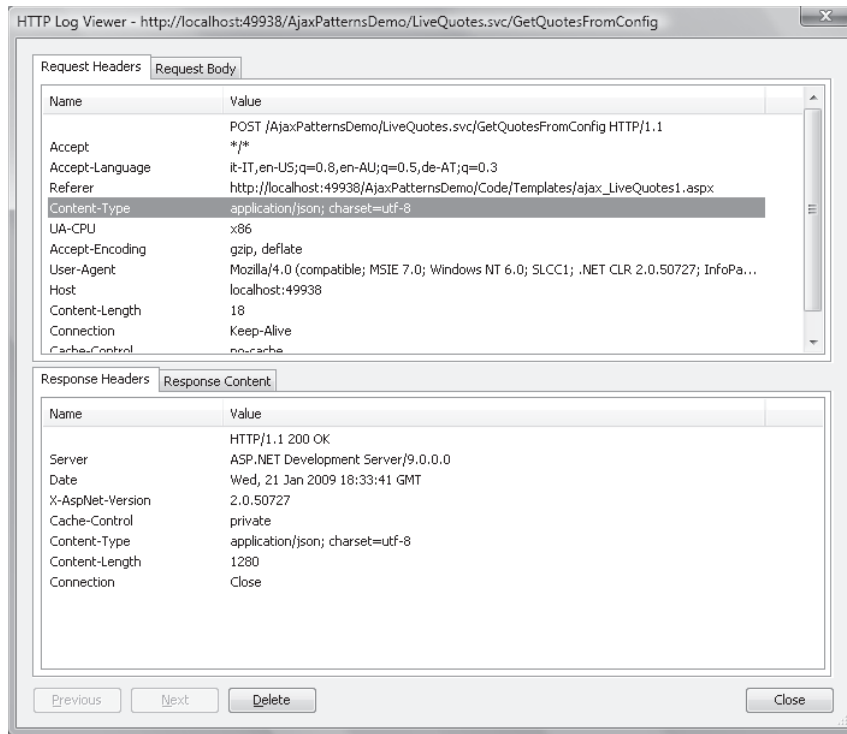 HTTP Log Viewer - http://localhost:49938/AjaxPatternsDemo/LiveQuotes.svc/GetQuotesFromConfig
Request Headers Request Body
Name Value
POST /AjaxPatternsDemo/LiveQuotes.svc/GetQuotesFromConfig HTTP/1.1
Accept */*
Accept-Language it-IT,en-US;q=0.8,en-AU;q=0.5,de-AT;q=0.3
Referer http://localhost:49938/AjaxPatternsDemo/Code/Templates/ajax_LiveQuotes1.aspx
Content-Type application/json; charset=utf-8
UA-CPU x86
Accept-Encoding gzip, deflate
User-Agent Mozilla/4.0 (compatible; MSIE 7.0; Windows NT 6.0; SLCC1; .NET CLR 2.0.50727; InfoPa...
Host localhost:49938
Content-Length 18
Connection Keep-Alive
Cache-Control no-cache
Response Headers Response Content
Name Value
HTTP/1.1 200 OK
Server ASP.NET Development Server/9.0.0.0
Date Wed, 21 Jan 2009 18:33:41 GMT
X-AspNet-Version 2.0.50727
Cache-Control private
Content-Type application/json; charset=utf-8
Content-Length 1280
Connection Close
Previous Next Delete Close